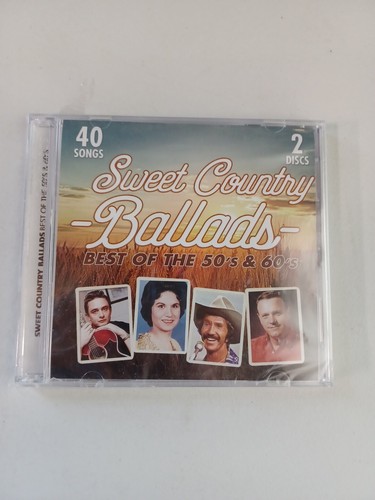 40
SONGS
2
DISCS
Sweet Country
-Ballads-
BEST OF THE 50's & 60's
SWEET COUNTRY BALLADS BEST OF THE 50'S & 60'S